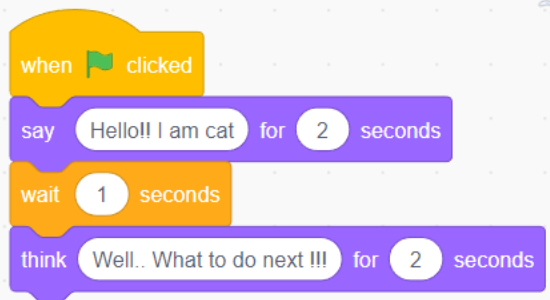 when clicked
say Hello!! I am cat for 2 seconds
wait 1 seconds
think Well.. What to do next !!! for 2 seconds